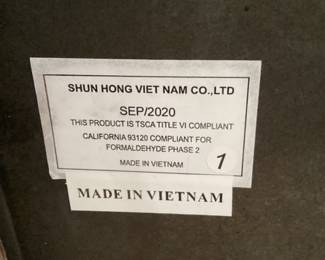 SHUN HONG VIET NAM CO.,LTD
SEP/2020
THIS PRODUCT IS TSCA TITLE VI COMPLIANT
CALIFORNIA 93120 COMPLIANT FOR
FORMALDEHYDE PHASE 2
1
MADE IN VIETNAM
MADE IN VIETNAM